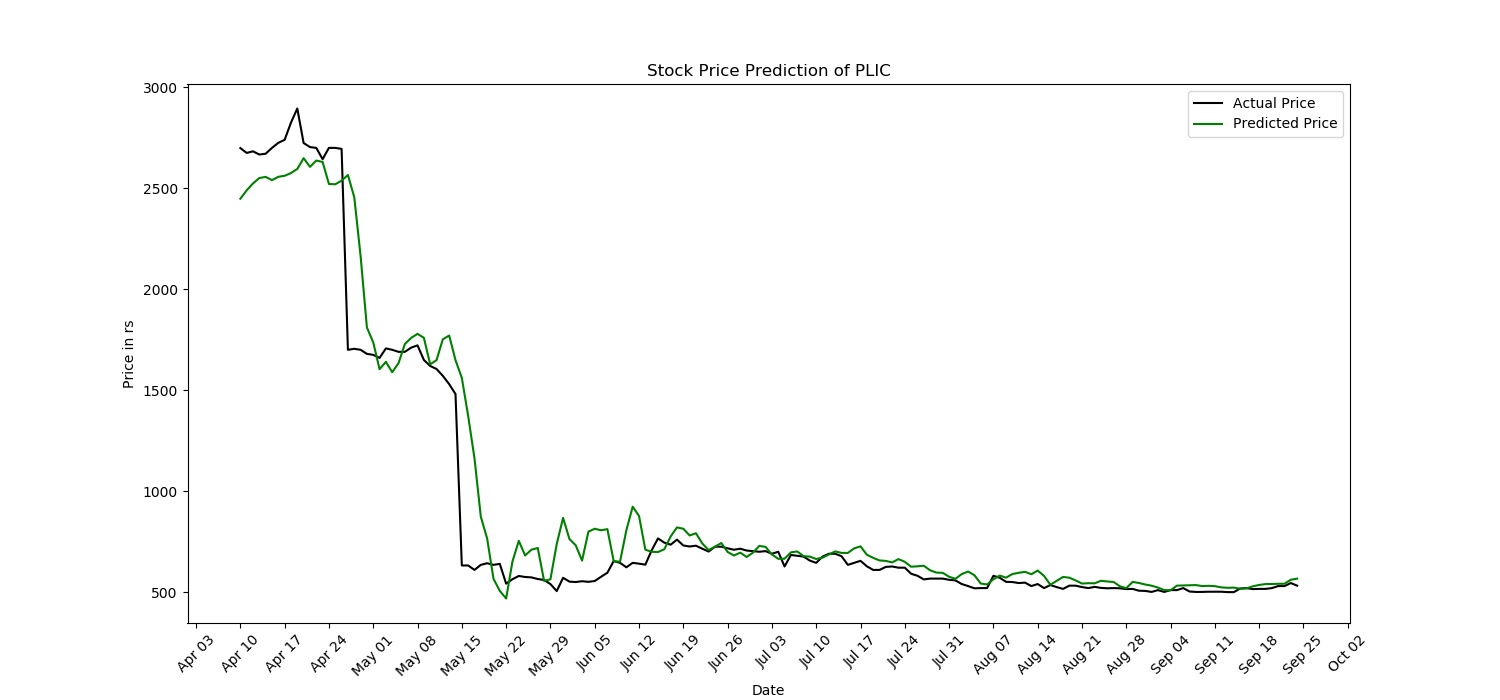 Stock Price Prediction of PLIC
Actual Price
Predicted Price
Price in rs
3000
2500
2000
1500
1000
500
Apr 03
Apr 10
Apr 17
Apr 24
May 01
May 08
May 15
May 22
May 29
Jun 05
Jun 12
Jun 19
Jun 26
Jul 03
Jul 10
Jul 17
Jul 24
Jul 31
Aug 07
Aug 14
Aug 21
Aug 28
Sep 04
Sep 11
Sep 18
Sep 25
Oct 02
Date